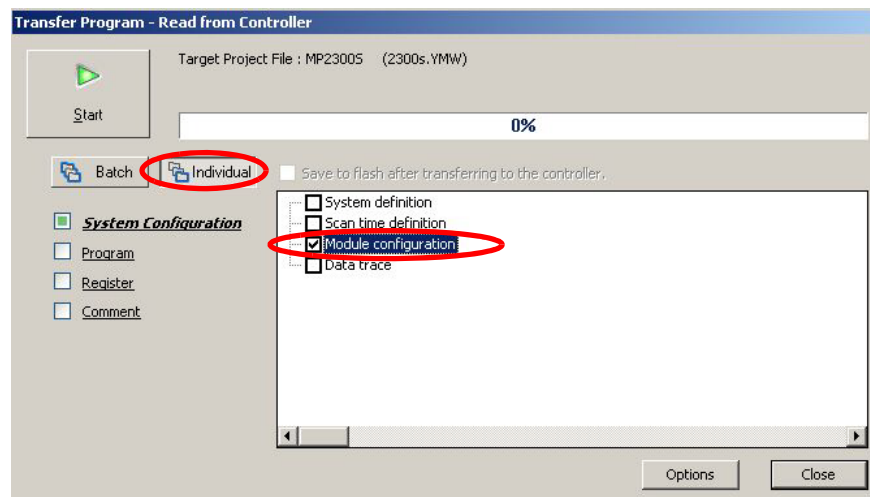 Transfer Program - Read from Controller
Target Project File : MP2300S (2300s.YMW)
Start
0%
Batch
Individual
Save to flash after transferring to the controller.
System Configuration
Program
Register
Comment
System definition
Scan time definition
Module configuration
Data trace
Options
Close